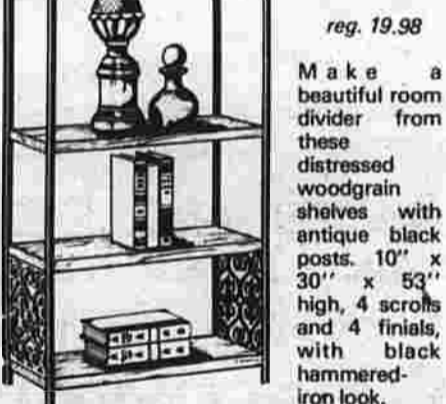 reg. 19.98
Make a
beautiful room
divider from
these
distressed
woodgrain
shelves with
antique black
posts. 10'' x
30'' x 53''
high, 4 scrolls
and 4 finials,
with black
hammered-
iron look.